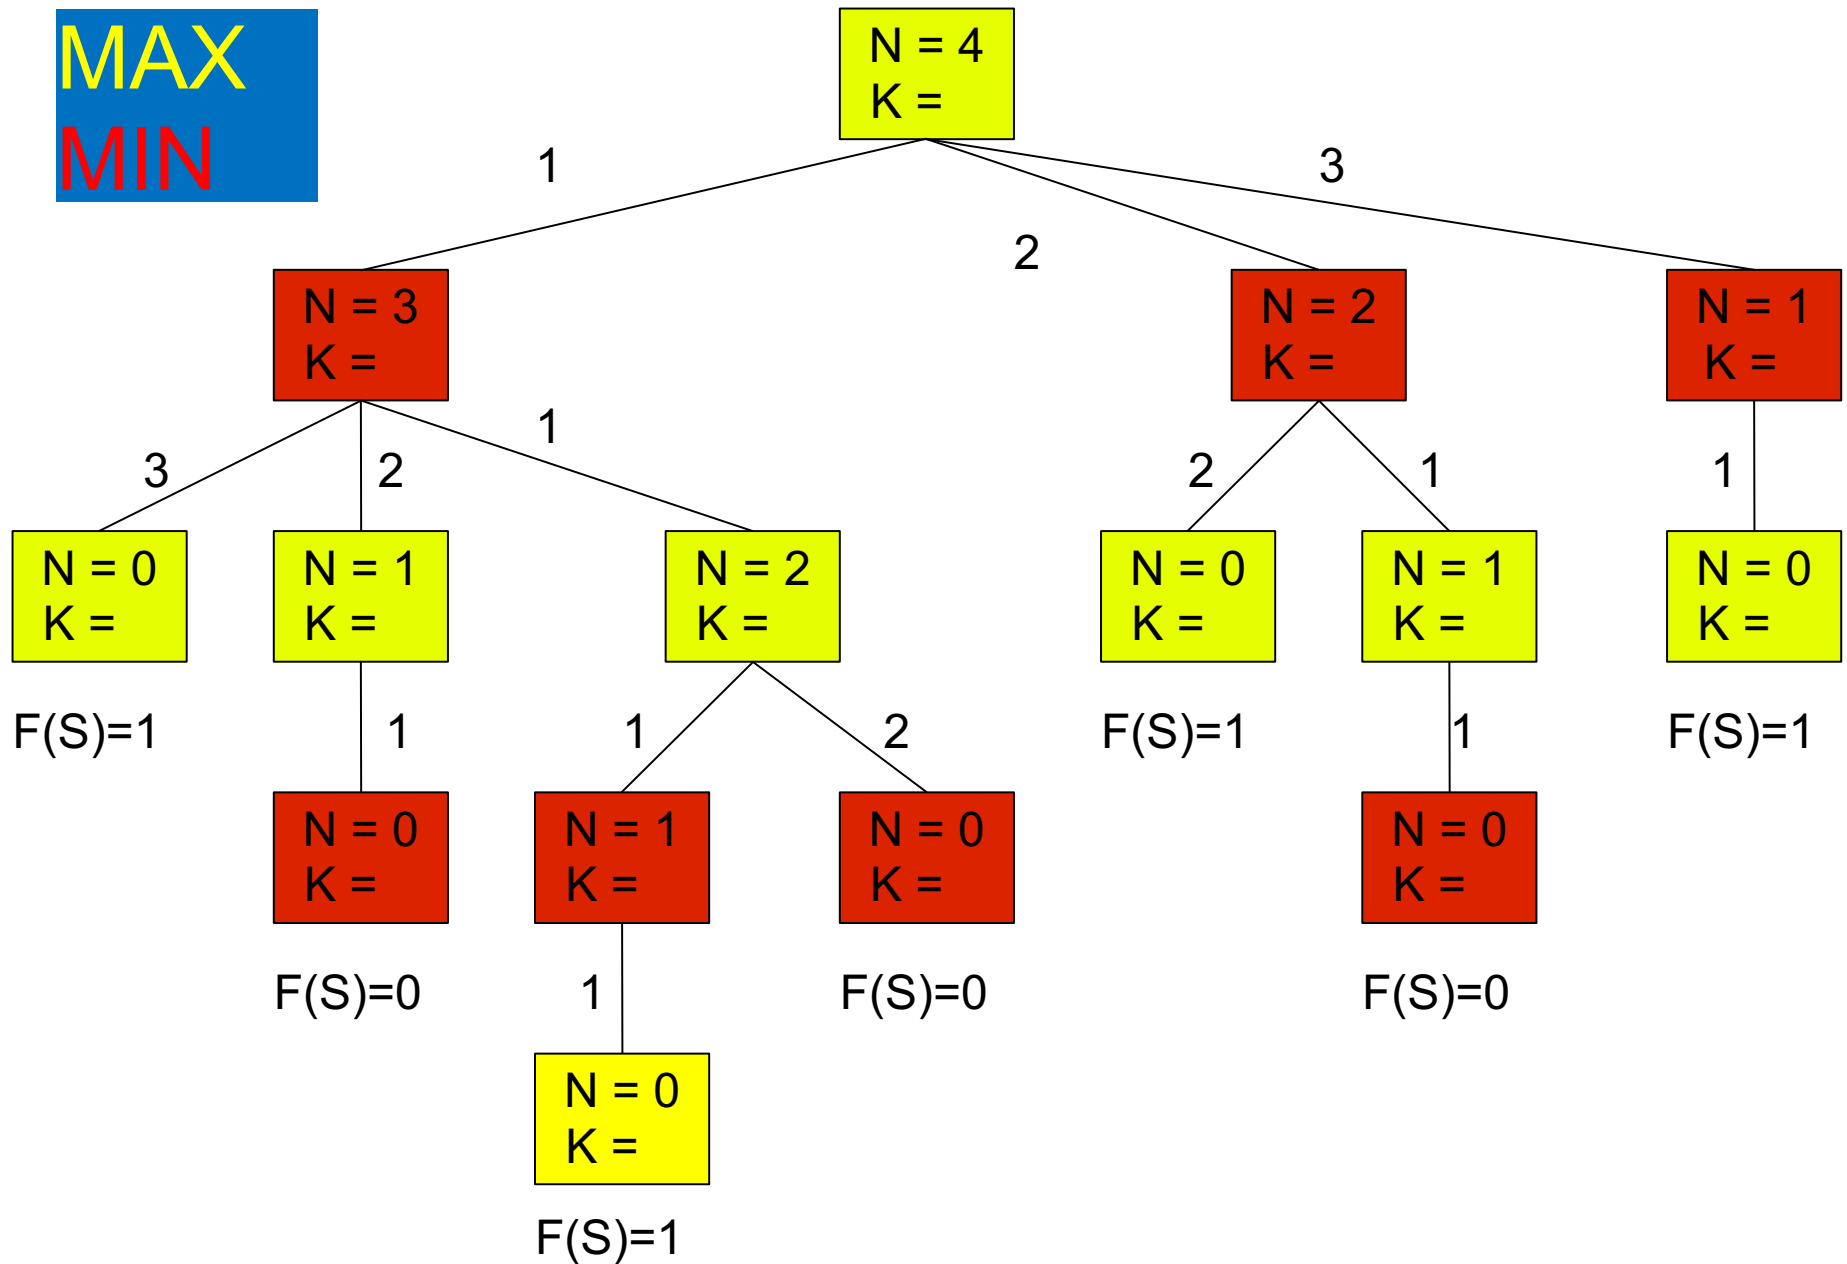 MAX
MIN
N = 4
K =
1
2
3
N = 3
K =
N = 2
K =
N = 1
K =
3
2
1
2
1
1
N = 0
K =
N = 1
K =
N = 2
K =
N = 0
K =
N = 1
K =
N = 0
K =
F(S)=1
1
1
2
F(S)=1
1
F(S)=1
N = 0
K =
N = 1
K =
N = 0
K =
N = 0
K =
F(S)=0
1
F(S)=0
F(S)=0
N = 0
K =
F(S)=1